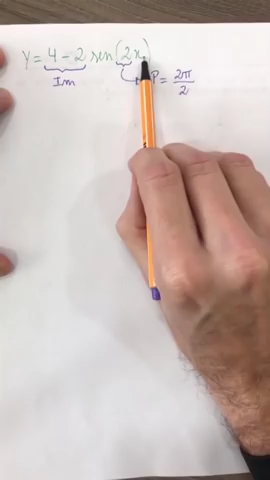 y = 4 - 2 sen(2x)
Im P = 2π/2